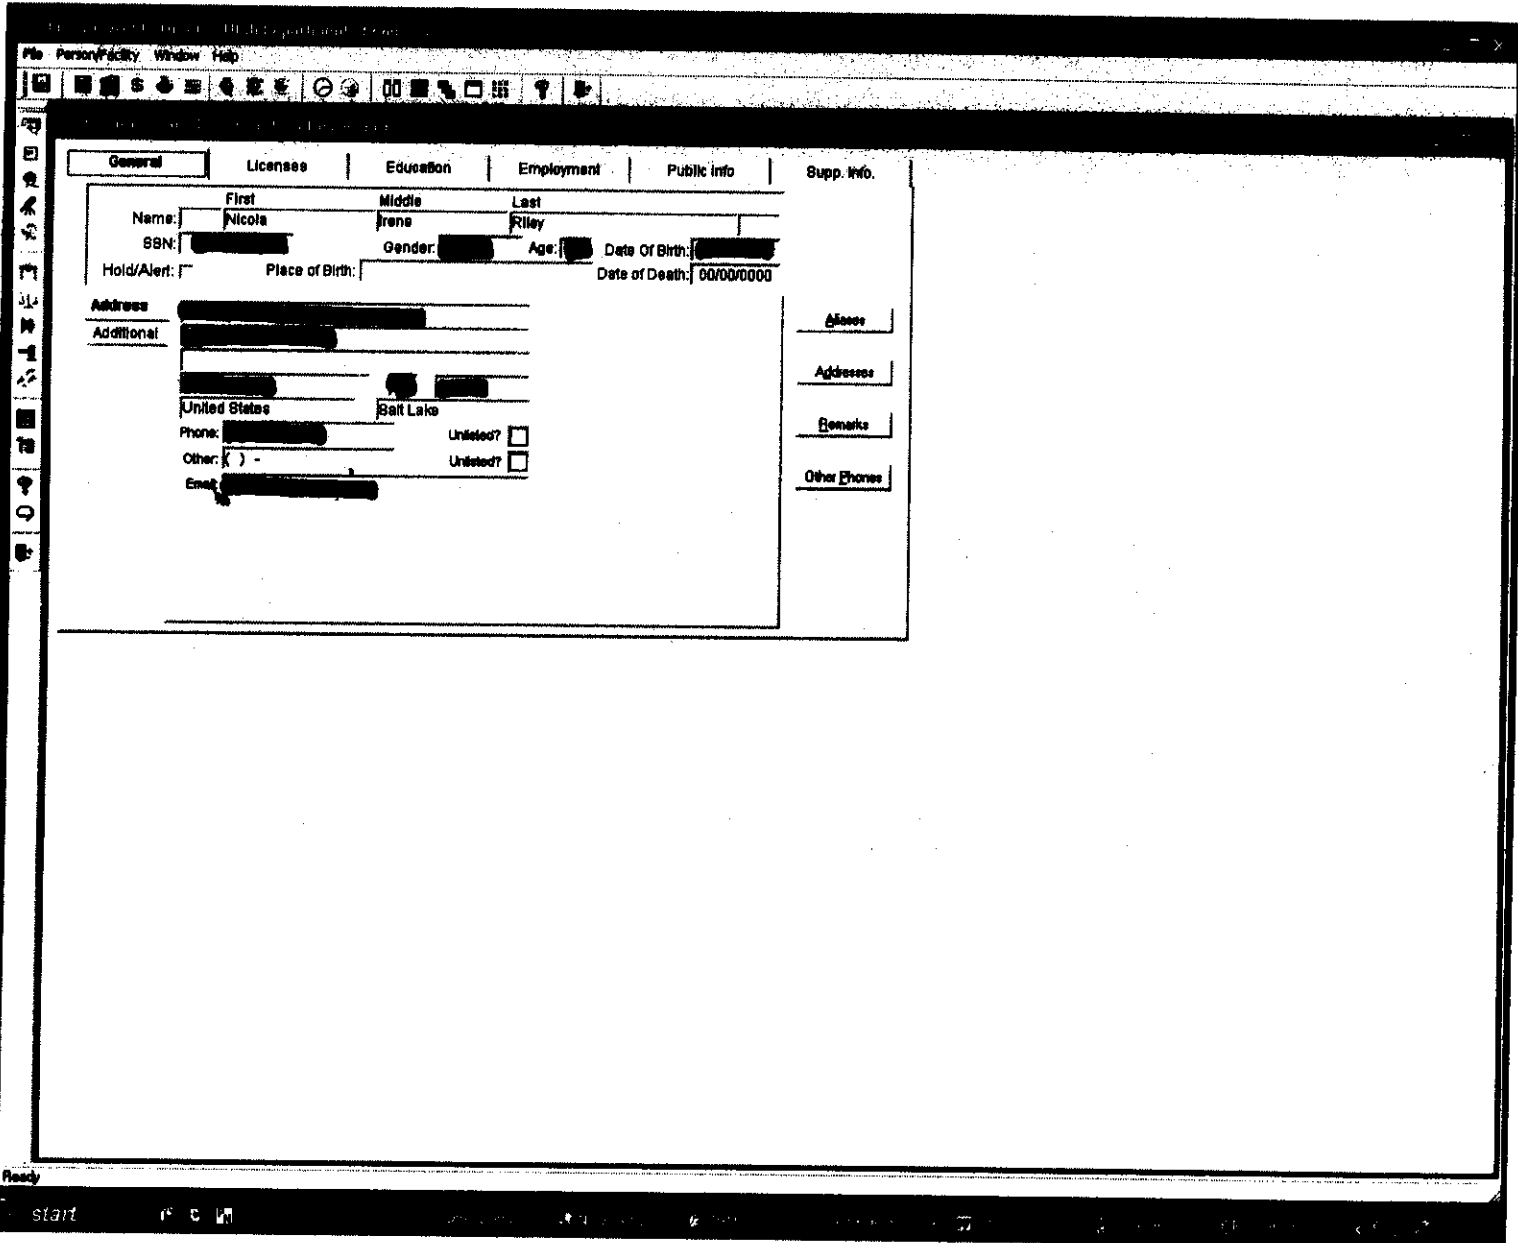 File Person/Facility Window Help
General Licenses Education Employment Public Info Supp. Info.
First Middle Last
Name: Nicola Irene Riley
SSN: Gender: Age: Date Of Birth:
Hold/Alert: Place of Birth: Date of Death: 00/00/0000
Address
Aliases
Additional
Addresses
United States Salt Lake
Remarks
Phone: Unlisted?
Other: ( ) - Unlisted?
Other Phones
Email:
Ready
start